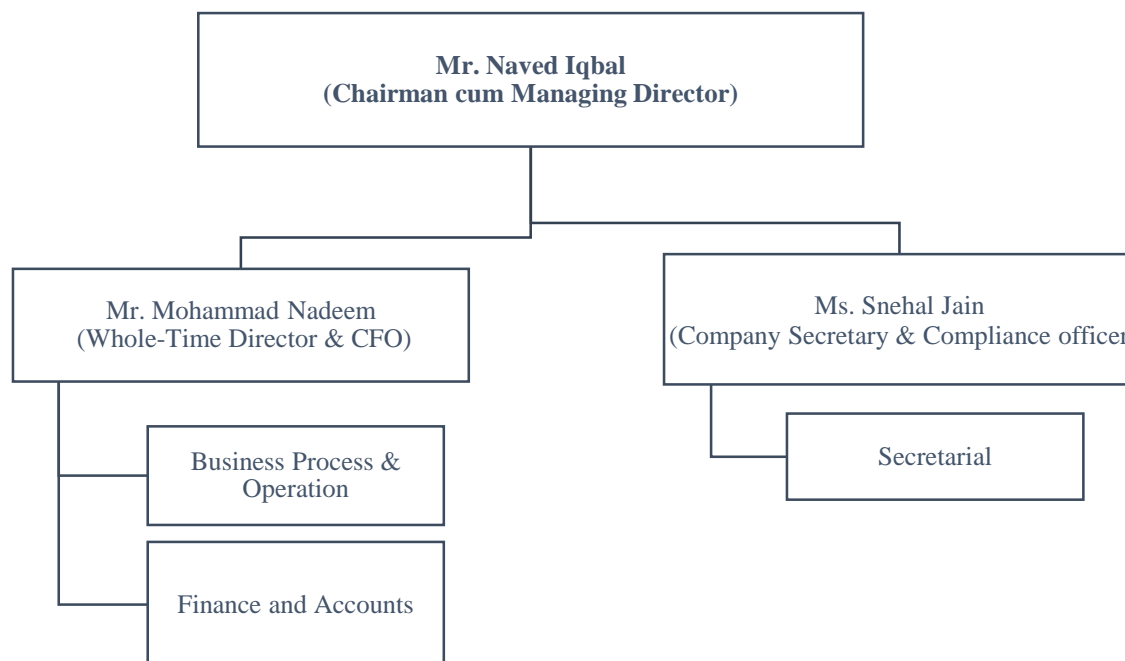 Mr. Naved Iqbal
(Chairman cum Managing Director)
Mr. Mohammad Nadeem
(Whole-Time Director & CFO)
Ms. Snehal Jain
(Company Secretary & Compliance officer
Business Process &
Operation
Secretarial
Finance and Accounts